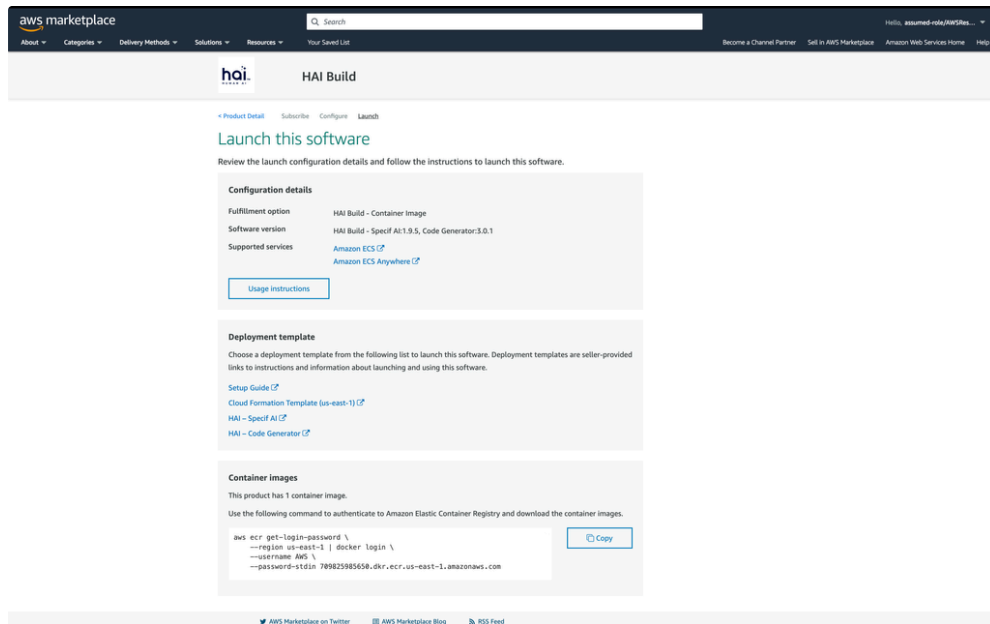 aws marketplace
Search
Hello, assumed-role/AWSRes...
About
Categories
Delivery Methods
Solutions
Resources
Your Saved List
Become a Channel Partner
Sell in AWS Marketplace
Amazon Web Services Home
Help
hai
HUMAN AI
HAI Build
< Product Detail
Subscribe
Configure
Launch
Launch this software
Review the launch configuration details and follow the instructions to launch this software.
Configuration details
Fulfillment option
HAI Build - Container Image
Software version
HAI Build - Specif AI:1.9.5, Code Generator:3.0.1
Supported services
Amazon ECS
Amazon ECS Anywhere
Usage instructions
Deployment template
Choose a deployment template from the following list to launch this software. Deployment templates are seller-provided
links to instructions and information about launching and using this software.
Setup Guide
Cloud Formation Template (us-east-1)
HAI – Specif AI
HAI – Code Generator
Container images
This product has 1 container image.
Use the following command to authenticate to Amazon Elastic Container Registry and download the container images.
aws ecr get-login-password \
--region us-east-1 | docker login \
--username AWS \
--password-stdin 709825985650.dkr.ecr.us-east-1.amazonaws.com
Copy
AWS Marketplace on Twitter
AWS Marketplace Blog
RSS Feed